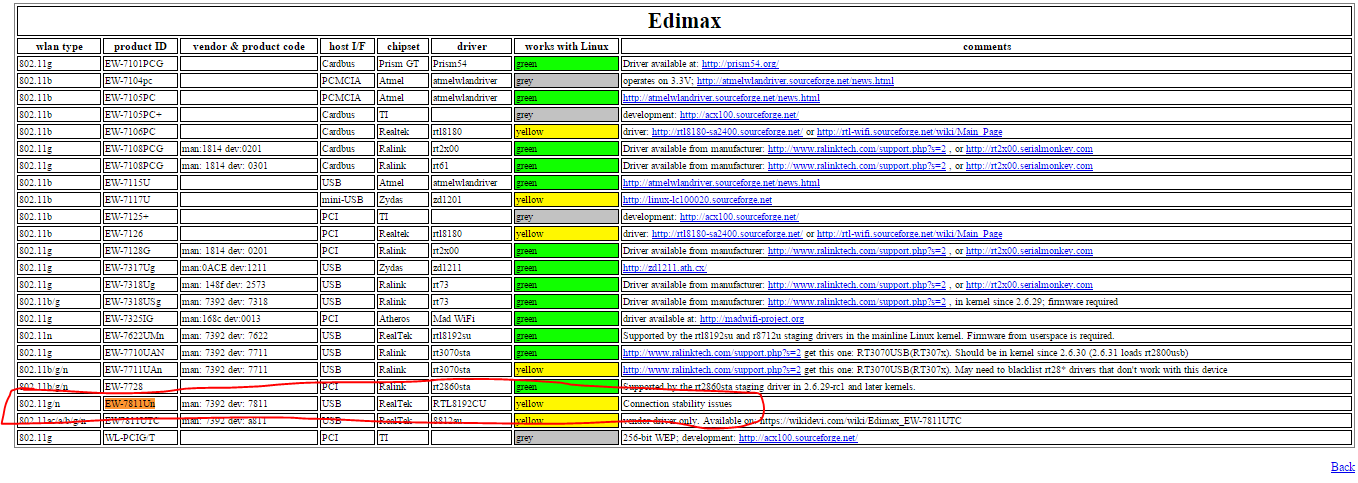 Edimax
wlan type product ID vendor & product code host I/F chipset driver works with Linux comments
802.11g EW-7101PCG Cardbus Prism GT Prism54 green Driver available at: http://prism54.org/
802.11b EW-7104pc PCMCIA Atmel atmelwlandriver grey operates on 3.3V; http://atmelwlandriver.sourceforge.net/news.html
802.11b EW-7105PC PCMCIA Atmel atmelwlandriver green http://atmelwlandriver.sourceforge.net/news.html
802.11b EW-7105PC+ Cardbus TI grey development: http://acx100.sourceforge.net/
802.11b EW-7106PC Cardbus Realtek rtl8180 yellow driver: http://rtl8180-sa2400.sourceforge.net/ or http://rtl-wifi.sourceforge.net/wiki/Main_Page
802.11g EW-7108PCG man:1814 dev:0201 Cardbus Ralink rt2x00 green Driver available from manufacturer: http://www.ralinktech.com/support.php?s=2 , or http://rt2x00.serialmonkey.com
802.11g EW-7108PCG man: 1814 dev: 0301 Cardbus Ralink rt61 green Driver available from manufacturer: http://www.ralinktech.com/support.php?s=2 , or http://rt2x00.serialmonkey.com
802.11b EW-7115U USB Atmel atmelwlandriver green http://atmelwlandriver.sourceforge.net/news.html
802.11b EW-7117U mini-USB Zydas zd1201 yellow http://linux-lc100020.sourceforge.net
802.11b EW-7125+ PCI TI grey development: http://acx100.sourceforge.net/
802.11b EW-7126 PCI Realtek rtl8180 yellow driver: http://rtl8180-sa2400.sourceforge.net/ or http://rtl-wifi.sourceforge.net/wiki/Main_Page
802.11g EW-7128G man: 1814 dev: 0201 PCI Ralink rt2x00 green Driver available from manufacturer: http://www.ralinktech.com/support.php?s=2 , or http://rt2x00.serialmonkey.com
802.11g EW-7317Ug man:0ACE dev:1211 USB Zydas zd1211 green http://zd1211.ath.cx/
802.11g EW-7318Ug man: 148f dev: 2573 USB Ralink rt73 green Driver available from manufacturer: http://www.ralinktech.com/support.php?s=2 , or http://rt2x00.serialmonkey.com
802.11b/g EW-7318USg man: 7392 dev: 7318 USB Ralink rt73 green Driver available from manufacturer: http://www.ralinktech.com/support.php?s=2 , in kernel since 2.6.29; firmware required
802.11g EW-7325IG man:168c dev:0013 PCI Atheros Mad WiFi green driver available at: http://madwifi-project.org
802.11n EW-7622UMn man: 7392 dev: 7622 USB RealTek rtl8192su green Supported by the rtl8192su and r8712u staging drivers in the mainline Linux kernel. Firmware from userspace is required.
802.11g EW-7710UAN man: 7392 dev: 7711 USB Ralink rt3070sta green http://www.ralinktech.com/support.php?s=2 get this one: RT3070USB(RT307x). Should be in kernel since 2.6.30 (2.6.31 loads rt2800usb)
802.11b/g/n EW-7711UAn man: 7392 dev: 7711 USB Ralink rt3070sta yellow http://www.ralinktech.com/support.php?s=2 get this one: RT3070USB(RT307x). May need to blacklist rt28* drivers that don't work with this device
802.11b/g/n EW-7728 PCI Ralink rt2860sta green Supported by the rt2860sta staging driver in 2.6.29-rc1 and later kernels.
802.11g/n EW-7811Un man: 7392 dev: 7811 USB RealTek RTL8192CU yellow Connection stability issues
802.11ac/a/b/g/n EW7811UTC man: 7392 dev: a811 USB RealTek 8812au yellow vendor driver only. Available on: https://wikidevi.com/wiki/Edimax_EW-7811UTC
802.11g WL-PCIG/T PCI TI grey 256-bit WEP; development: http://acx100.sourceforge.net/
Back